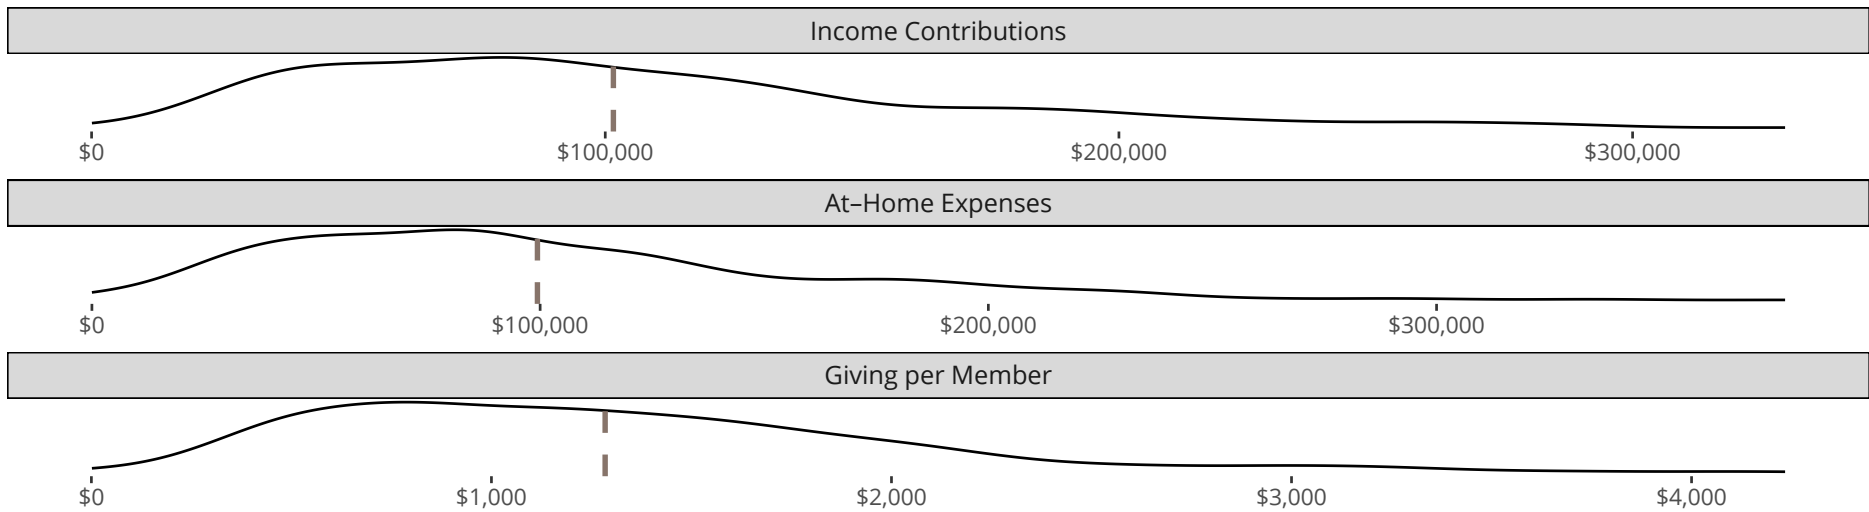 Income Contributions
$0 $100,000 $200,000 $300,000
At–Home Expenses
$0 $100,000 $200,000 $300,000
Giving per Member
$0 $1,000 $2,000 $3,000 $4,000